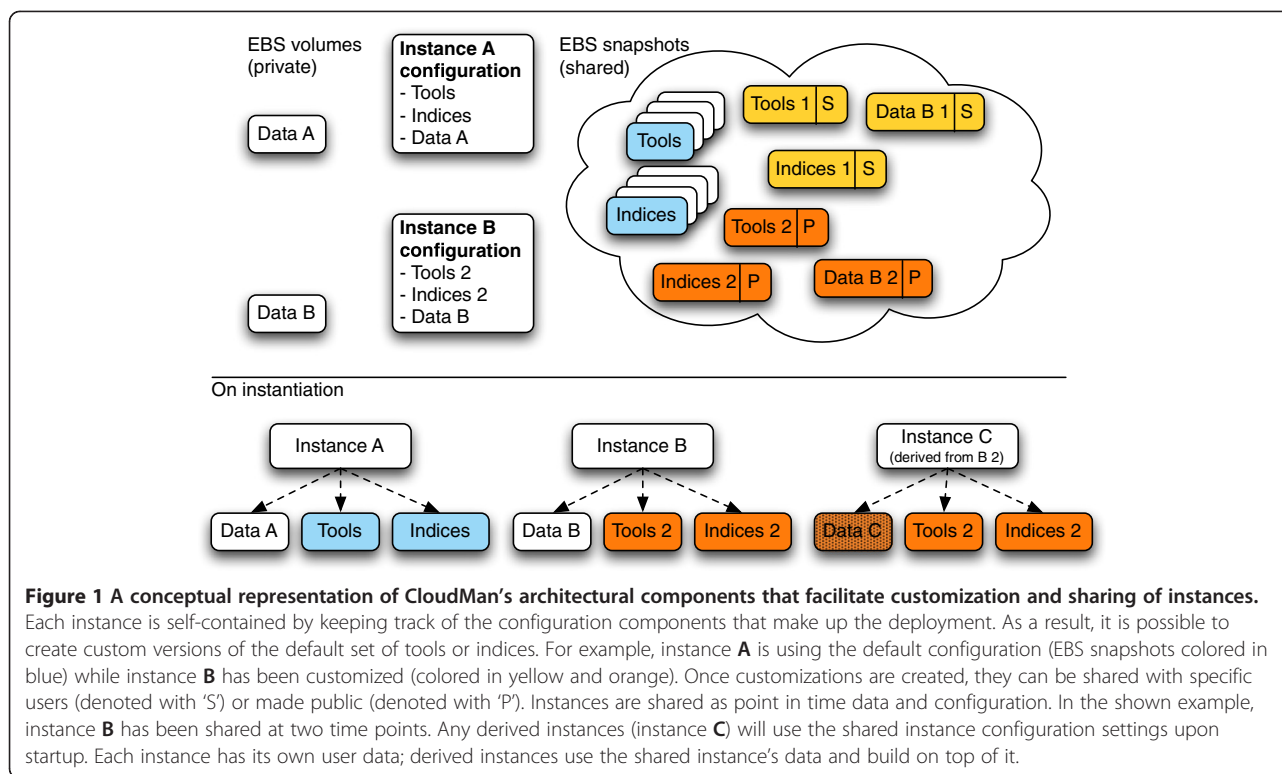 EBS volumes
(private)
Instance A
configuration
- Tools
- Indices
- Data A
EBS snapshots
(shared)
Data A
Tools
Tools 1 S
Data B 1 S
Indices 1 S
Indices
Instance B
configuration
- Tools 2
- Indices 2
- Data B
Tools 2 P
Indices 2 P
Data B 2 P
Data B
On instantiation
Instance A
Instance B
Instance C
(derived from B 2)
Data A
Tools
Indices
Data B
Tools 2
Indices 2
Data C
Tools 2
Indices 2
Figure 1 A conceptual representation of CloudMan's architectural components that facilitate customization and sharing of instances.
Each instance is self-contained by keeping track of the configuration components that make up the deployment. As a result, it is possible to
create custom versions of the default set of tools or indices. For example, instance A is using the default configuration (EBS snapshots colored in
blue) while instance B has been customized (colored in yellow and orange). Once customizations are created, they can be shared with specific
users (denoted with 'S') or made public (denoted with 'P'). Instances are shared as point in time data and configuration. In the shown example,
instance B has been shared at two time points. Any derived instances (instance C) will use the shared instance configuration settings upon
startup. Each instance has its own user data; derived instances use the shared instance's data and build on top of it.